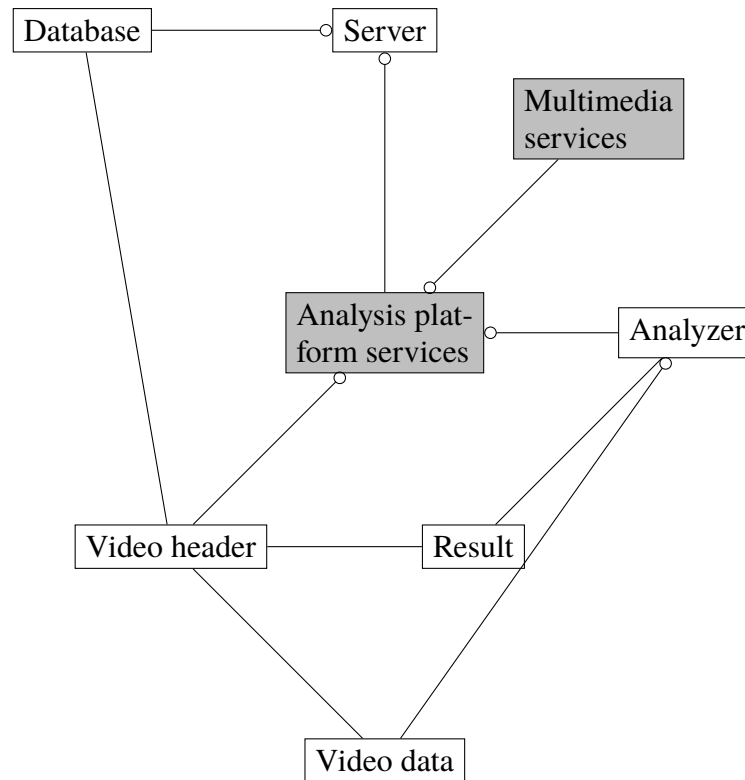 Database
Server
Multimedia
services
Analysis plat-
form services
Analyzer
Video header
Result
Video data